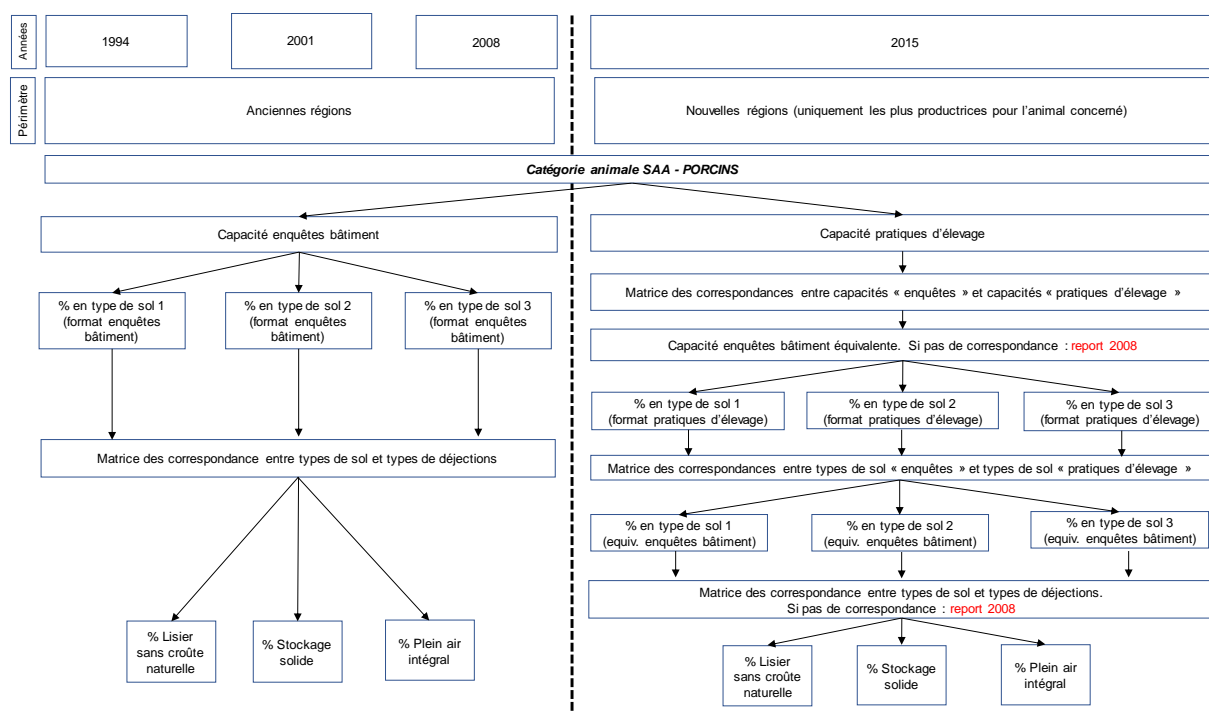 Années
1994
2001
2008
2015
Périmètre
Anciennes régions
Nouvelles régions (uniquement les plus productrices pour l'animal concerné)
Catégorie animale SAA - PORCINS
Capacité enquêtes bâtiment
% en type de sol 1
(format enquêtes
bâtiment)
% en type de sol 2
(format enquêtes
bâtiment)
% en type de sol 3
(format enquêtes
bâtiment)
Matrice des correspondance entre types de sol et types de déjections
% Lisier
sans croûte
naturelle
% Stockage
solide
% Plein air
intégral
Capacité pratiques d'élevage
Matrice des correspondances entre capacités « enquêtes » et capacités « pratiques d'élevage »
Capacité enquêtes bâtiment équivalente. Si pas de correspondance : report 2008
% en type de sol 1
(format pratiques d'élevage)
% en type de sol 2
(format pratiques d'élevage)
% en type de sol 3
(format pratiques d'élevage)
Matrice des correspondances entre types de sol « enquêtes » et types de sol « pratiques d'élevage »
% en type de sol 1
(equiv. enquêtes bâtiment)
% en type de sol 2
(equiv. enquêtes bâtiment)
% en type de sol 3
(equiv. enquêtes bâtiment)
Matrice des correspondance entre types de sol et types de déjections.
Si pas de correspondance : report 2008
% Lisier
sans croûte
naturelle
% Stockage
solide
% Plein air
intégral